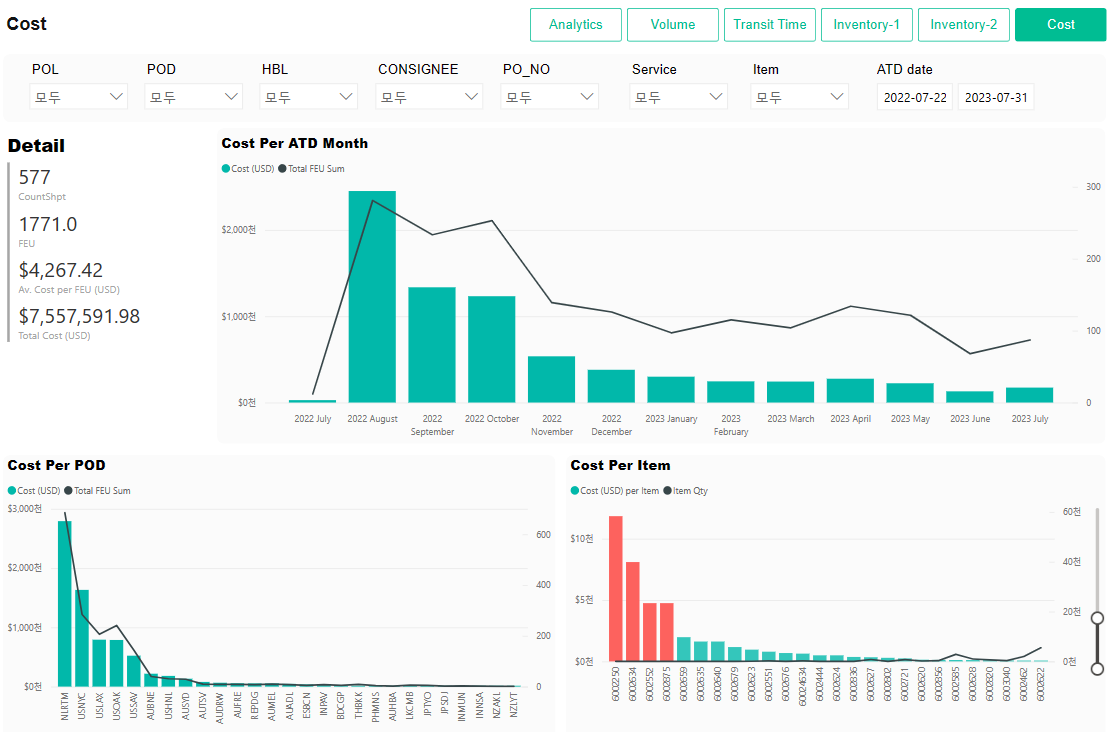 Cost
Analytics
Volume
Transit Time
Inventory-1
Inventory-2
Cost
POL
POD
HBL
CONSIGNEE
PO_NO
Service
Item
ATD date
모두
모두
모두
모두
모두
모두
모두
2022-07-22
2023-07-31
Detail
577
CountShpt
1771.0
FEU
$4,267.42
Av. Cost per FEU (USD)
$7,557,591.98
Total Cost (USD)
Cost Per ATD Month
Cost (USD) Total FEU Sum
$2,000천
$1,000천
$0천
300
200
100
0
2022 July
2022 August
2022 September
2022 October
2022 November
2022 December
2023 January
2023 February
2023 March
2023 April
2023 May
2023 June
2023 July
Cost Per POD
Cost (USD) Total FEU Sum
$3,000천
$2,000천
$1,000천
$0천
600
400
200
0
NLRTM
USNYC
USLAX
USOAK
USSAV
AUBNE
USHNL
AUSYD
AUTSV
AUDRW
AUFRE
REPDG
AUMEL
AUADL
ESBCN
INPAV
BDCGP
THBKK
PHMNS
AUHBA
LKCMB
JPTYO
JPSDJ
INMUN
INNSA
NZAKL
NZLYT
Cost Per Item
Cost (USD) per Item Item Qty
$10천
$5천
$0천
60천
40천
20천
0천
6002250
6002634
6002552
6002875
6002559
6002635
6002640
6002679
6002623
6002551
6002676
60024634
6002444
6002624
6002836
6002637
6002802
6002721
6002620
6002856
6002585
6002628
6002820
6003340
6002462
6002622